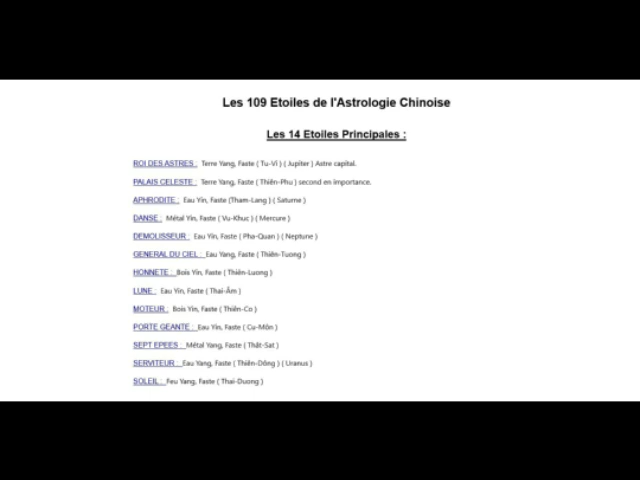 Les 109 Etoiles de l'Astrologie Chinoise
Les 14 Etoiles Principales :
ROI DES ASTRES : Terre Yang, Faste ( Tu-Vi ) ( Jupiter ) Astre capital.
PALAIS CELESTE : Terre Yang, Faste ( Thiên-Phu ) second en importance.
APHRODITE : Eau Yin, Faste (Tham-Lang ) ( Saturne )
DANSE : Métal Yin, Faste ( Vu-Khuc ) ( Mercure )
DEMOLISSEUR : Eau Yin, Faste ( Pha-Quan ) ( Neptune )
GENERAL DU CIEL : Eau Yang, Faste ( Thiên-Tuong )
HONNETE : Bois Yin, Faste ( Thiên-Luong )
LUNE : Eau Yin, Faste ( Thai-Âm )
MOTEUR : Bois Yin, Faste ( Thiên-Co )
PORTE GEANTE : Eau Yin, Faste ( Cu-Môn )
SEPT EPEES : Métal Yang, Faste ( Thât-Sat )
SERVITEUR : Eau Yang, Faste ( Thiên-Dông ) ( Uranus )
SOLEIL : Feu Yang, Faste ( Thai-Duong )